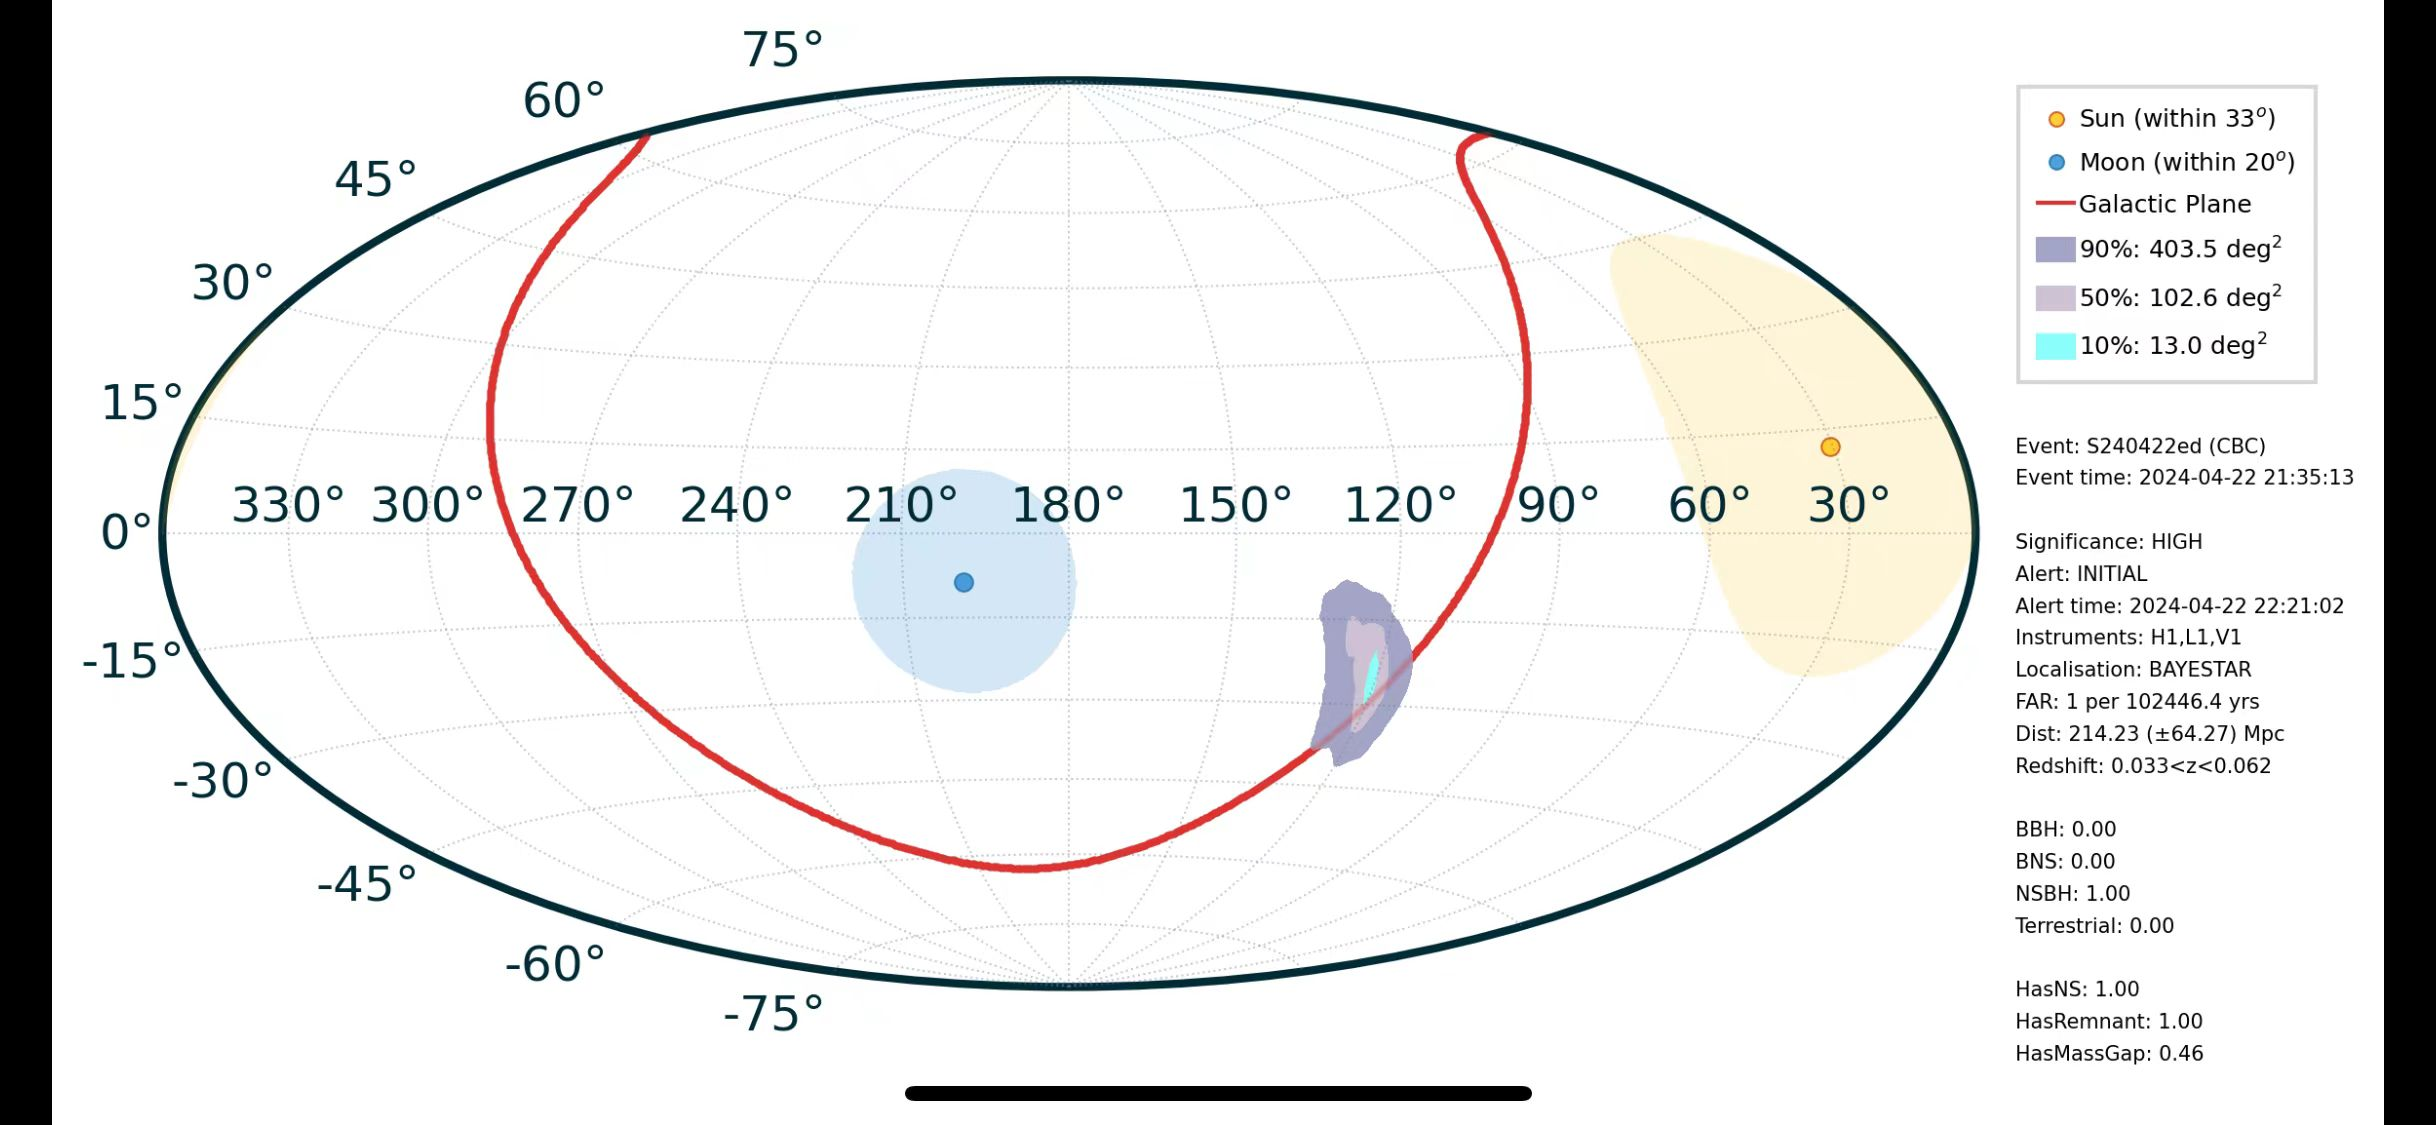 75°
60°
45°
30°
15°
330° 300° 270° 240° 210° 180° 150° 120° 90° 60° 30°
0°
-15°
-30°
-45°
-60°
-75°
Sun (within 33°)
Moon (within 20°)
Galactic Plane
90%: 403.5 deg²
50%: 102.6 deg²
10%: 13.0 deg²
Event: S240422ed (CBC)
Event time: 2024-04-22 21:35:13
Significance: HIGH
Alert: INITIAL
Alert time: 2024-04-22 22:21:02
Instruments: H1,L1,V1
Localisation: BAYESTAR
FAR: 1 per 102446.4 yrs
Dist: 214.23 (±64.27) Mpc
Redshift: 0.033<z<0.062
BBH: 0.00
BNS: 0.00
NSBH: 1.00
Terrestrial: 0.00
HasNS: 1.00
HasRemnant: 1.00
HasMassGap: 0.46